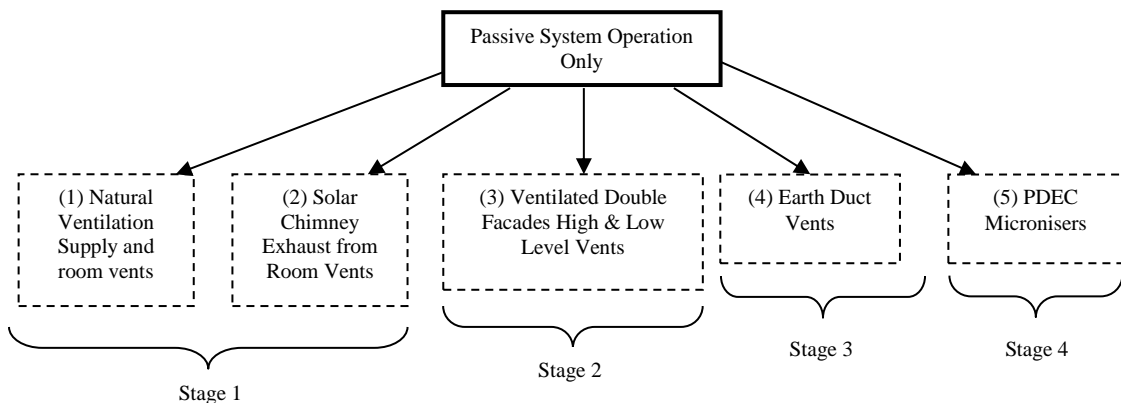 Passive System Operation
Only
(1) Natural
Ventilation
Supply and
room vents
(2) Solar
Chimney
Exhaust from
Room Vents
(3) Ventilated Double
Facades High & Low
Level Vents
(4) Earth Duct
Vents
(5) PDEC
Micronisers
Stage 1
Stage 2
Stage 3
Stage 4